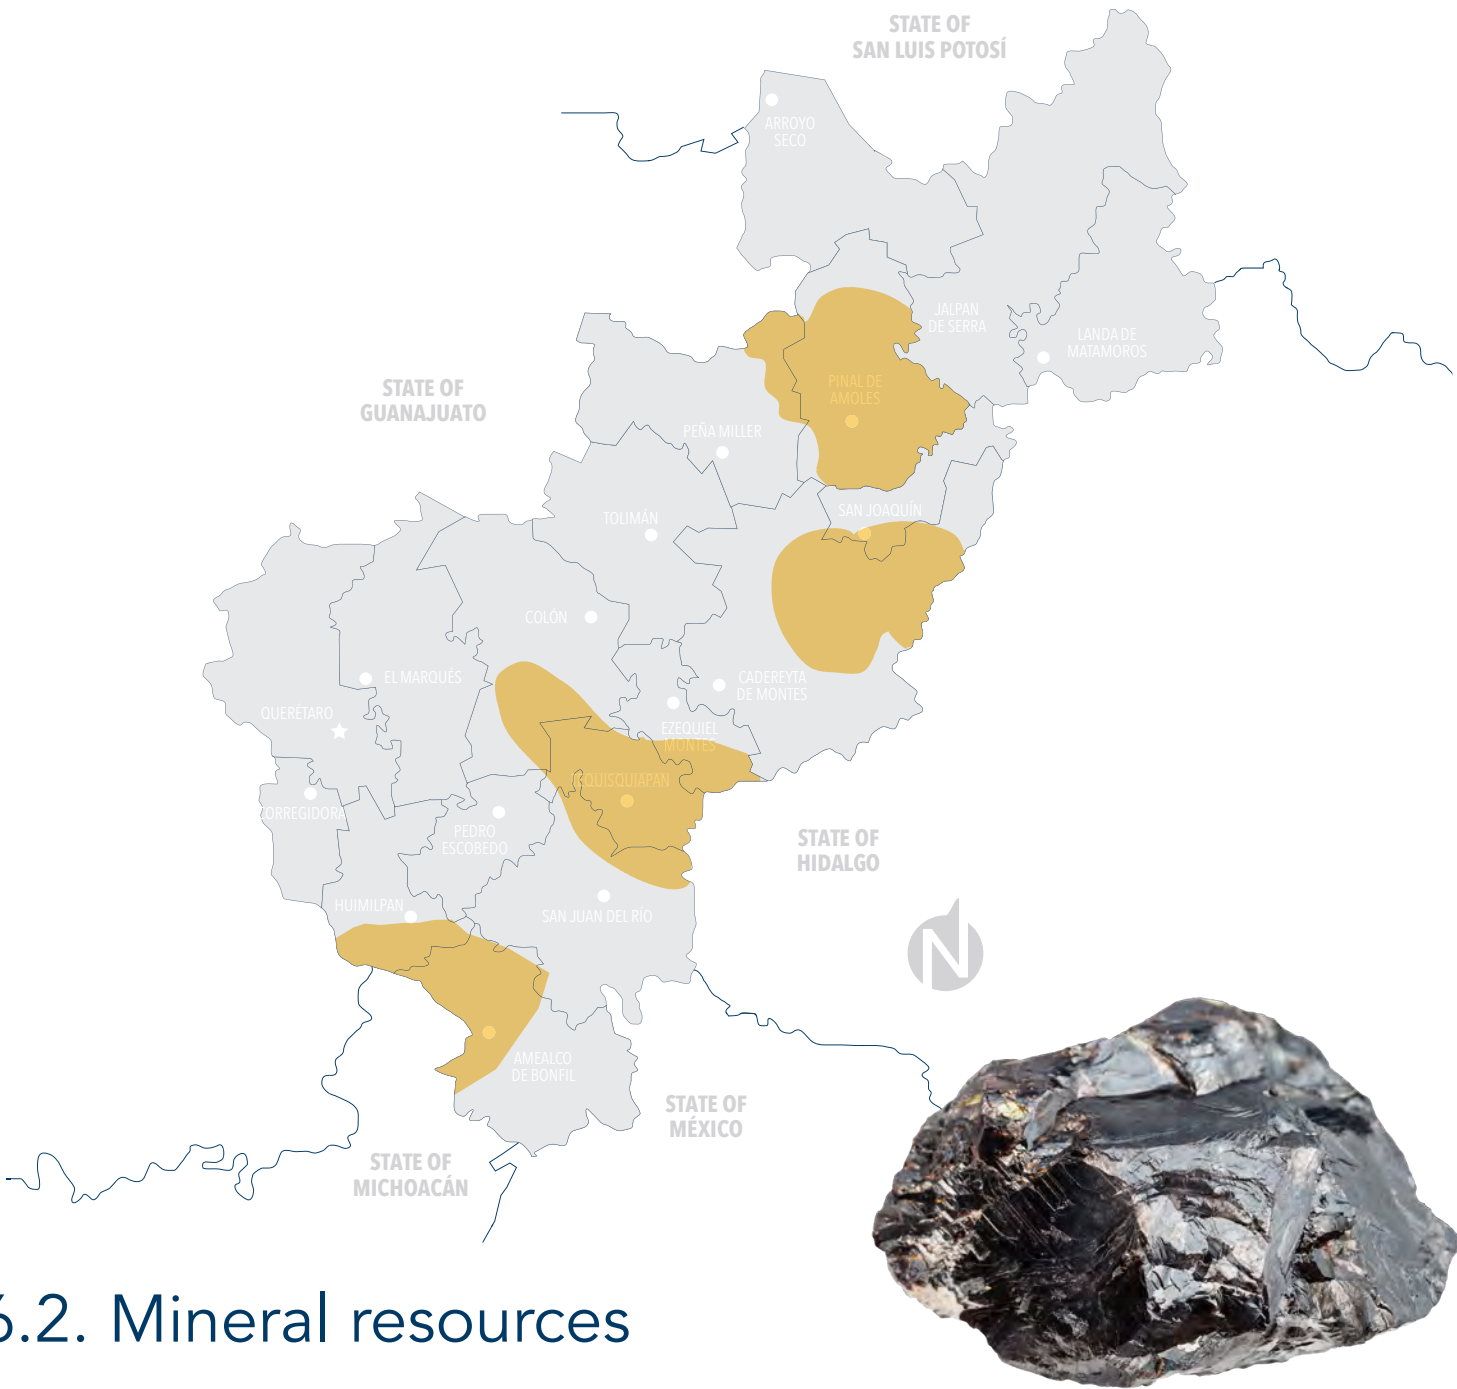 STATE OF
SAN LUIS POTOSÍ
ARROYO
SECO
JALPAN
DE SERRA
LANDA DE
MATAMOROS
STATE OF
GUANAJUATO
PINAL DE
AMOLES
PEÑA MILLER
SAN JOAQUÍN
TOLIMÁN
COLÓN
EL MARQUÉS
CADEREYTA
DE MONTES
QUERÉTARO
EZEQUIEL
MONTES
TEQUISQUIAPAN
CORREGIDORA
PEDRO
ESCOBEDO
STATE OF
HIDALGO
HUIMILPAN
SAN JUAN DEL RÍO
N
AMEALCO
DE BONFIL
STATE OF
MÉXICO
STATE OF
MICHOACÁN
6.2. Mineral resources